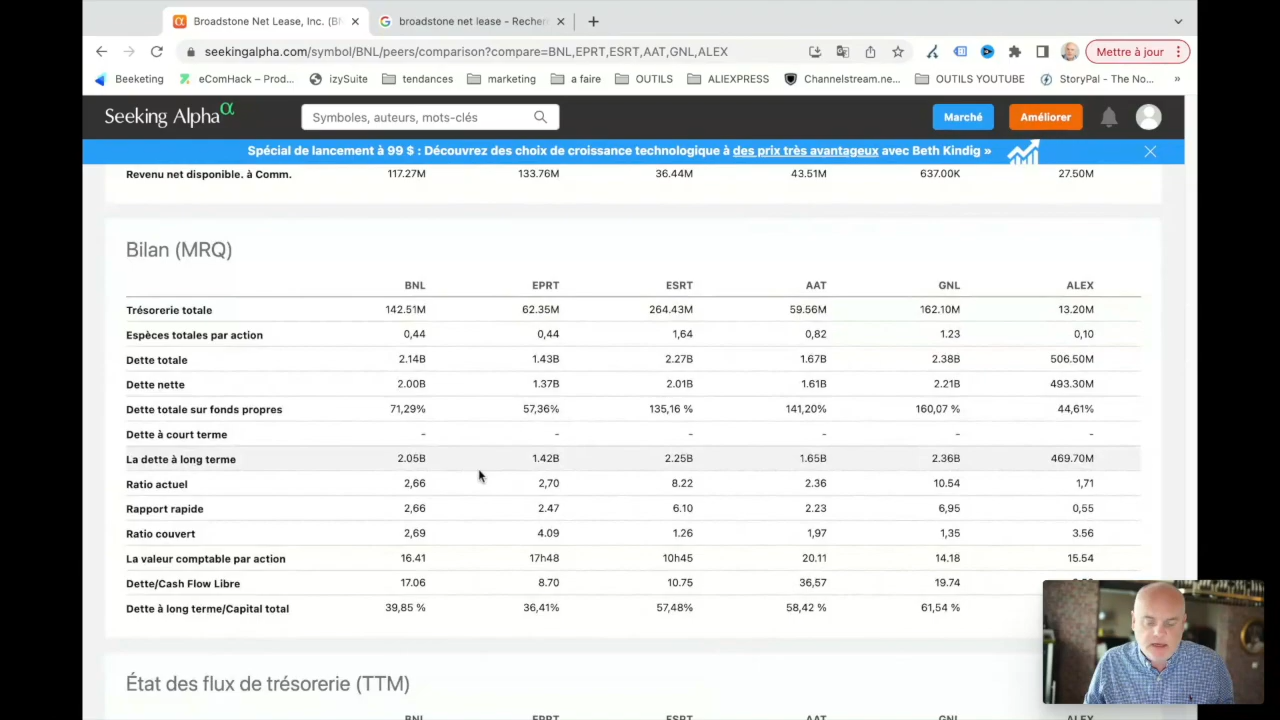 Broadstone Net Lease, Inc. (BN
broadstone net lease - Recher
seekingalpha.com/symbol/BNL/peers/comparison?compare=BNL,EPRT,ESRT,AAT,GNL,ALEX
Mettre à jour
Beeketing
eComHack – Prod...
izySuite
tendances
marketing
a faire
OUTILS
ALIEXPRESS
Channelstream.ne...
OUTILS YOUTUBE
StoryPal - The No...
»
Seeking Alpha α
Symboles, auteurs, mots-clés
Marché
Améliorer
Spécial de lancement à 99 $ : Découvrez des choix de croissance technologique à des prix très avantageux avec Beth Kindig »
Revenu net disponible. à Comm. 117.27M 133.76M 36.44M 43.51M 637.00K 27.50M
Bilan (MRQ)
BNL EPRT ESRT AAT GNL ALEX
Trésorerie totale 142.51M 62.35M 264.43M 59.56M 162.10M 13.20M
Espèces totales par action 0,44 0,44 1,64 0,82 1.23 0,10
Dette totale 2.14B 1.43B 2.27B 1.67B 2.38B 506.50M
Dette nette 2.00B 1.37B 2.01B 1.61B 2.21B 493.30M
Dette totale sur fonds propres 71,29% 57,36% 135,16 % 141,20% 160,07 % 44,61%
Dette à court terme - - - - - -
La dette à long terme 2.05B 1.42B 2.25B 1.65B 2.36B 469.70M
Ratio actuel 2,66 2,70 8.22 2.36 10.54 1,71
Rapport rapide 2,66 2.47 6.10 2.23 6,95 0,55
Ratio couvert 2,69 4.09 1.26 1,97 1,35 3.56
La valeur comptable par action 16.41 17h48 10h45 20.11 14.18 15.54
Dette/Cash Flow Libre 17.06 8.70 10.75 36,57 19.74
Dette à long terme/Capital total 39,85 % 36,41% 57,48% 58,42 % 61,54 %
État des flux de trésorerie (TTM)
BNL EPRT ESRT AAT GNL ALEX